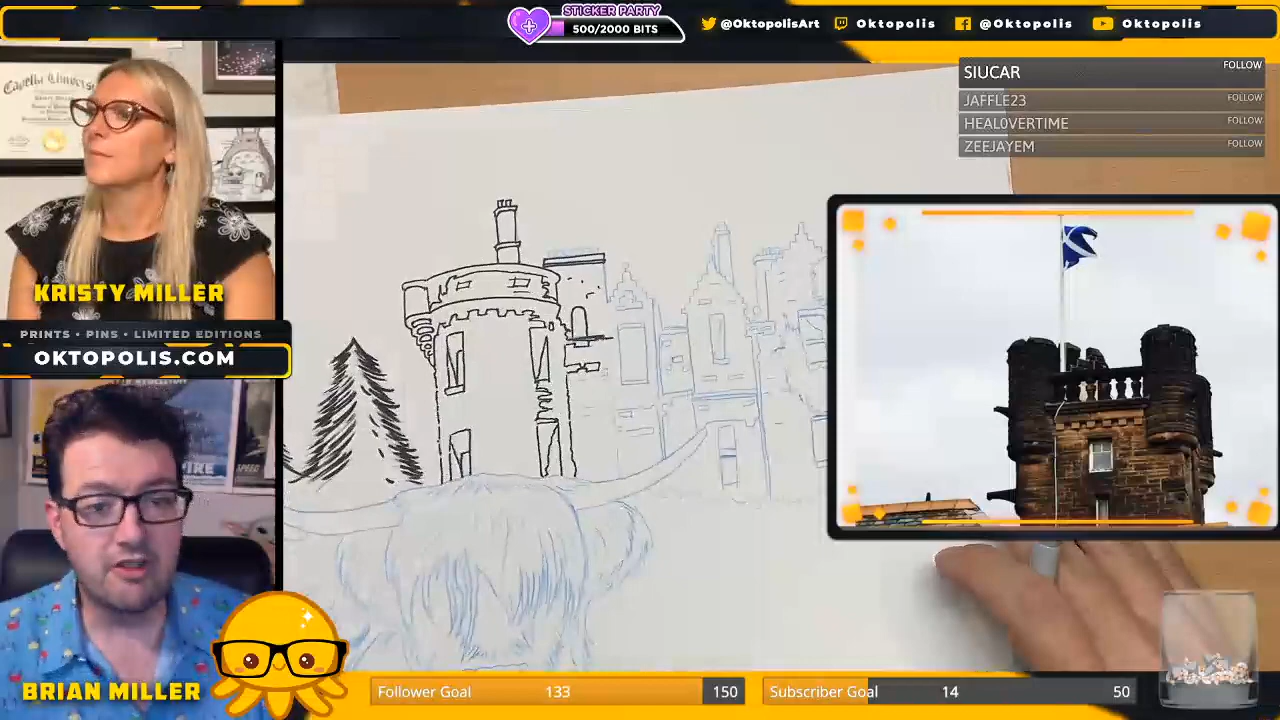 STICKER PARTY
500/2000 BITS
@OktopolisArt
Oktopolis
@Oktopolis
Oktopolis
SIUCAR FOLLOW
JAFFLE23 FOLLOW
HEAL0VERTIME FOLLOW
ZEEJAYEM FOLLOW
KRISTY MILLER
PRINTS • PINS • LIMITED EDITIONS
OKTOPOLIS.COM
SPEED
BRIAN MILLER
Follower Goal 133 150
Subscriber Goal 14 50